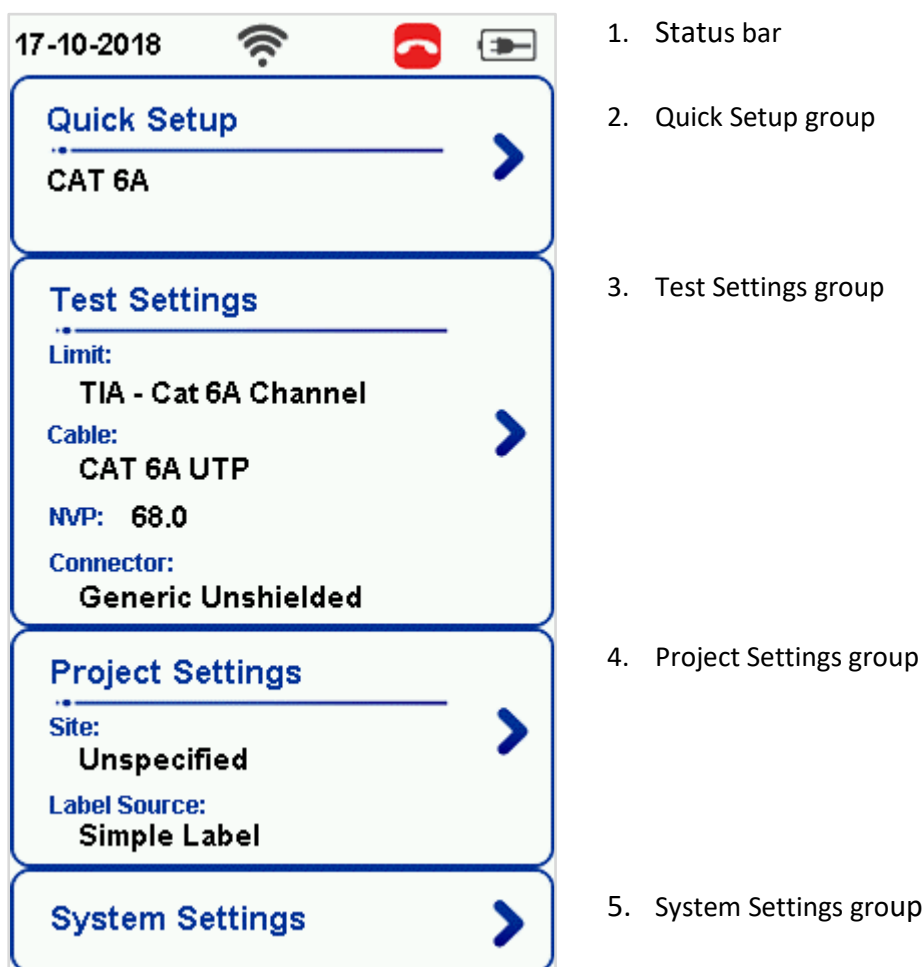 17-10-2018
1. Status bar
Quick Setup
2. Quick Setup group
CAT 6A
Test Settings
3. Test Settings group
Limit:
TIA - Cat 6A Channel
Cable:
CAT 6A UTP
NVP: 68.0
Connector:
Generic Unshielded
Project Settings
4. Project Settings group
Site:
Unspecified
Label Source:
Simple Label
System Settings
5. System Settings group